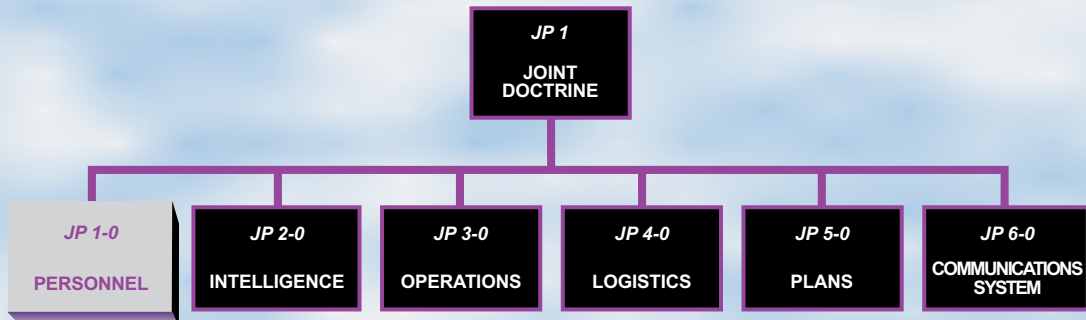 JP 1
JOINT
DOCTRINE
JP 1-0
PERSONNEL
JP 2-0
INTELLIGENCE
JP 3-0
OPERATIONS
JP 4-0
LOGISTICS
JP 5-0
PLANS
JP 6-0
COMMUNICATIONS
SYSTEM